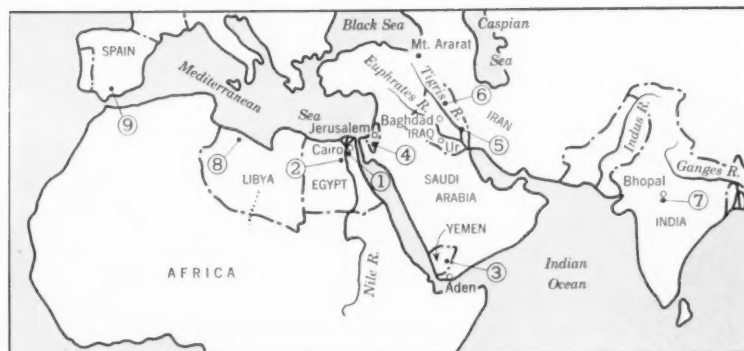 Black Sea
Caspian
Sea
SPAIN
Mt. Ararat
Mediterranean
Sea
Euphrates R.
Tigris R.
⑥
IRAN
Indus R.
Baghdad
IRAQ
Ur
⑤
Jerusalem
④
⑨
⑧
Cairo
②
①
LIBYA
EGYPT
SAUDI
ARABIA
Ganges R.
Bhopal
⑦
INDIA
YEMEN
③
Aden
AFRICA
Nile R.
Indian
Ocean